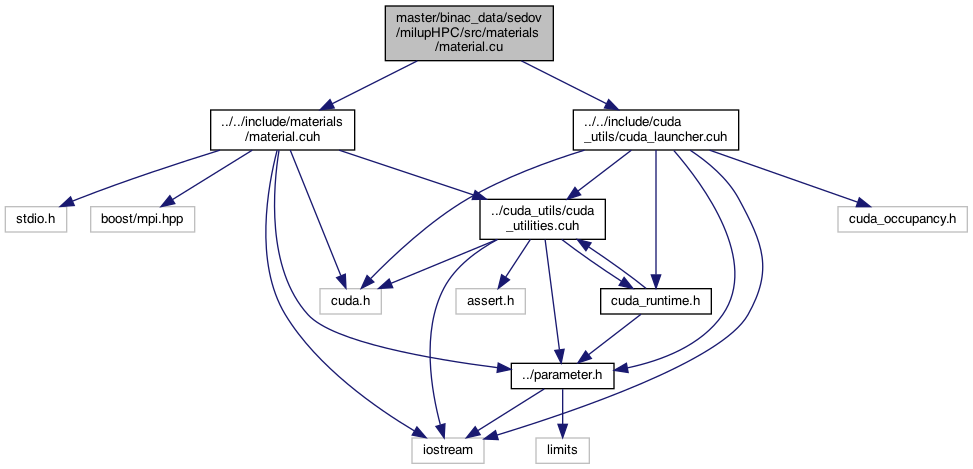 master/binac_data/sedov
/milupHPC/src/materials
/material.cu
../../include/materials
/material.cuh
../../include/cuda
_utils/cuda_launcher.cuh
stdio.h
boost/mpi.hpp
../cuda_utils/cuda
_utilities.cuh
cuda_occupancy.h
cuda.h
assert.h
cuda_runtime.h
../parameter.h
iostream
limits